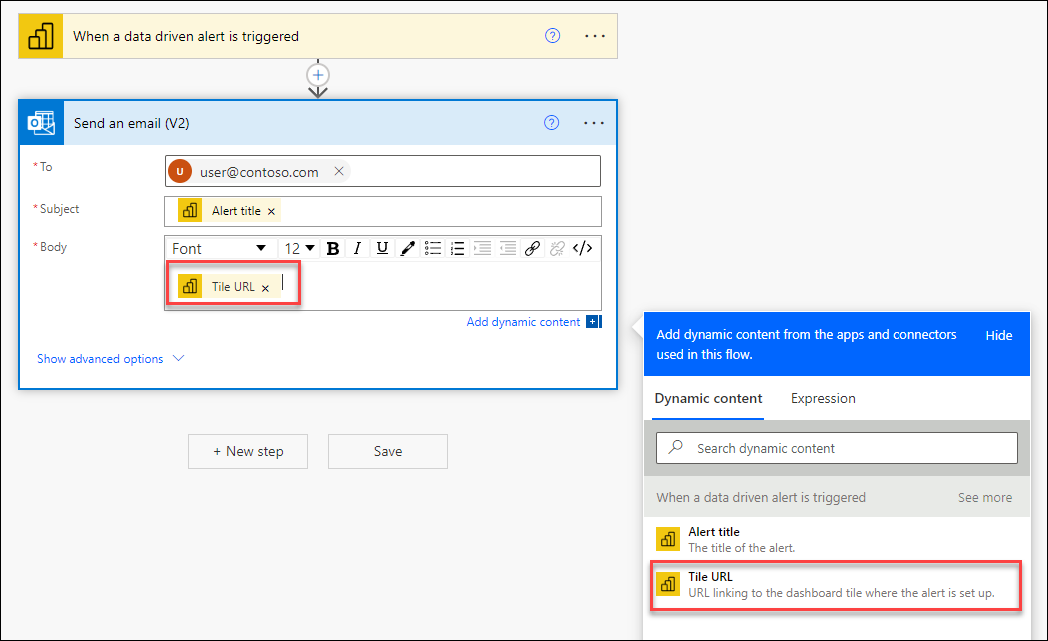 When a data driven alert is triggered
Send an email (V2)
*To
U user@contoso.com
*Subject
Alert title
*Body
Font 12 B I U </>
Tile URL
Add dynamic content
Show advanced options
+ New step Save
Add dynamic content from the apps and connectors
used in this flow.
Hide
Dynamic content Expression
Search dynamic content
When a data driven alert is triggered See more
Alert title
The title of the alert.
Tile URL
URL linking to the dashboard tile where the alert is set up.